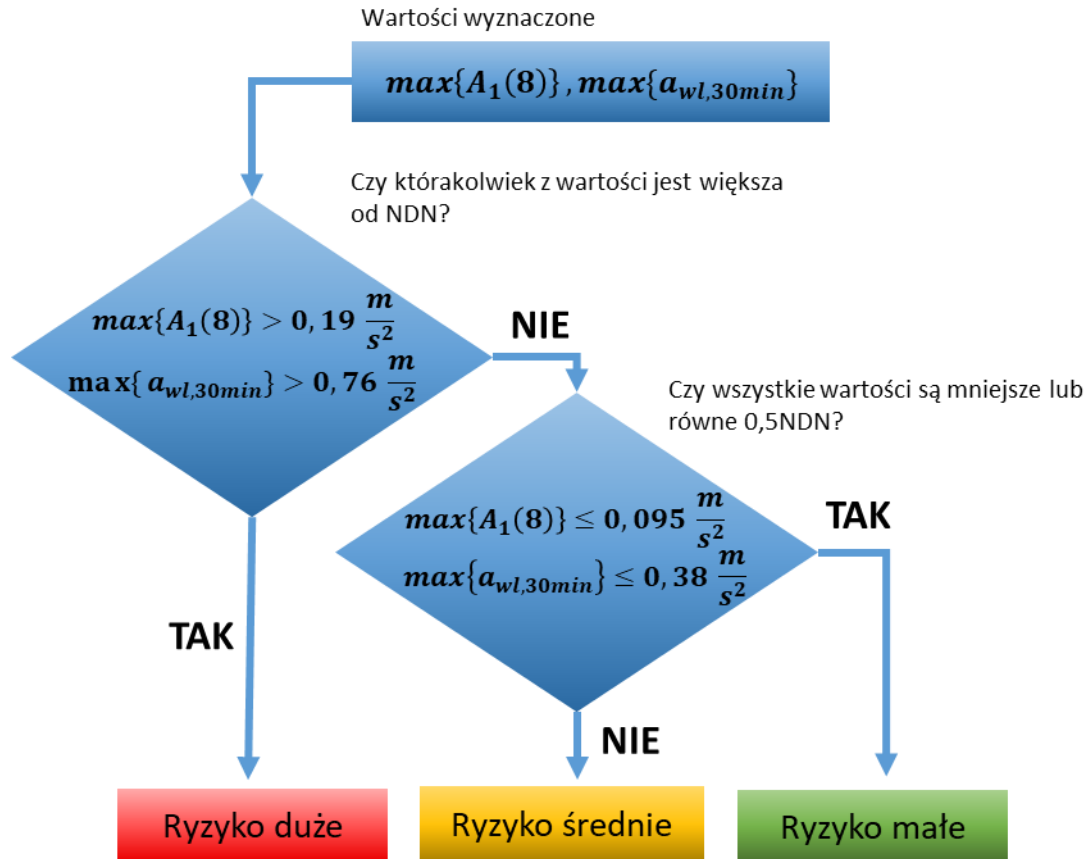 Wartości wyznaczone
max{A₁(8)}, max{a_wl,30min}
Czy którakolwiek z wartości jest większa
od NDN?
max{A₁(8)} > 0, 19 m/s²
max{ a_wl,30min} > 0, 76 m/s²
NIE
Czy wszystkie wartości są mniejsze lub
równe 0,5NDN?
max{A₁(8)} ≤ 0, 095 m/s²
max{a_wl,30min} ≤ 0, 38 m/s²
TAK
TAK
NIE
Ryzyko duże
Ryzyko średnie
Ryzyko małe